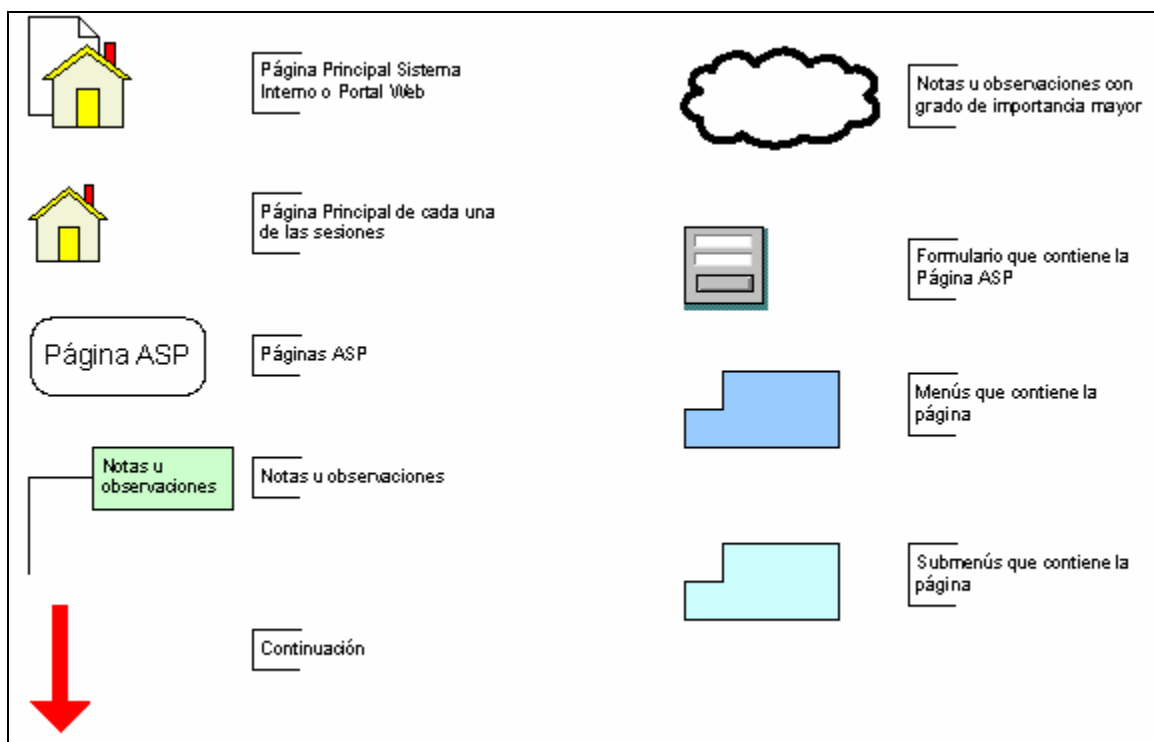 Página Principal Sistema
Interno o Portal Web
Página Principal de cada una
de las sesiones
Página ASP
Páginas ASP
Notas u
observaciones
Notas u observaciones
Continuación
Notas u observaciones con
grado de importancia mayor
Formulario que contiene la
Página ASP
Menús que contiene la
página
Submenús que contiene la
página